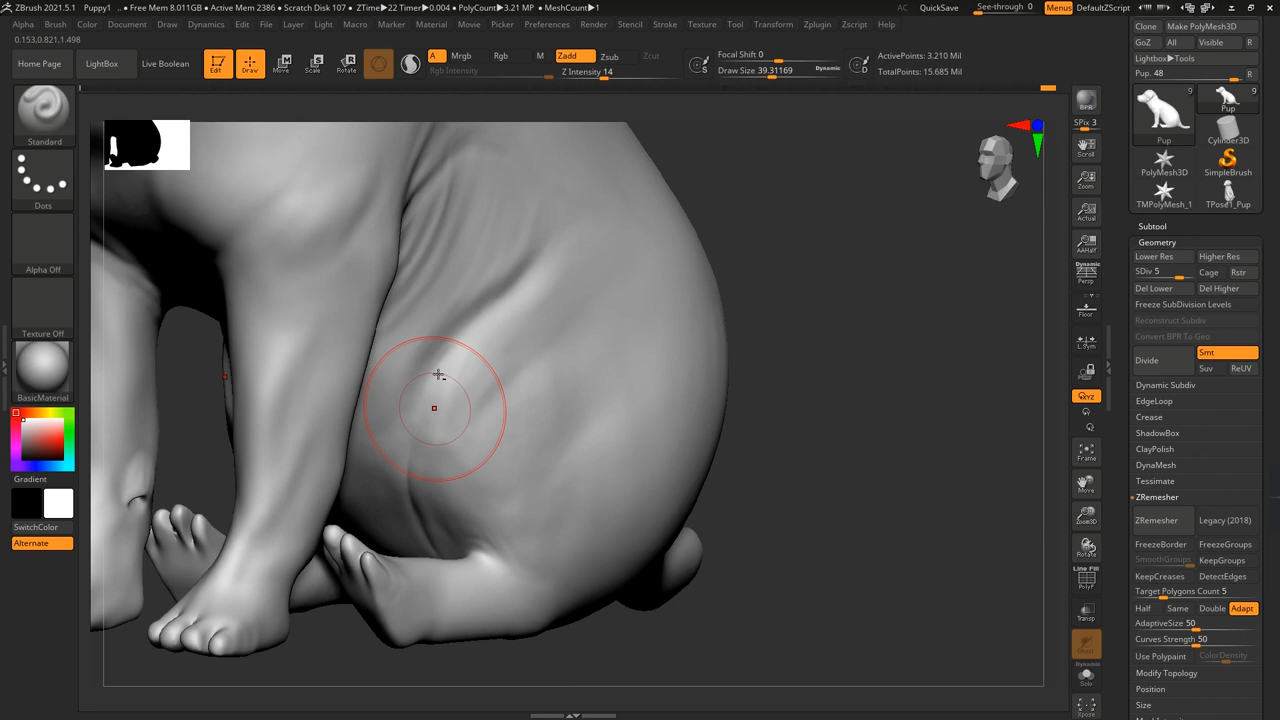 ZBrush 2021.5.1 Puppy1 .. ● Free Mem 8.011GB ● Active Mem 2386 ● Scratch Disk 107 ● ZTime▶22 Timer▶0.004 ● PolyCount▶3.21 MP ● MeshCount▶1
AC QuickSave See-through 0 Menus DefaultZScript
Alpha Brush Color Document Draw Dynamics Edit File Layer Light Macro Marker Material Movie Picker Preferences Render Stencil Stroke Texture Tool Transform Zplugin Zscript Help
0.153,0.821,1.498
Home Page LightBox Live Boolean
Edit Draw Move Scale Rotate
A Mrgb Rgb M Zadd Zsub Zcut
Rgb Intensity Z Intensity 14
Focal Shift 0
Draw Size 39.31169 Dynamic
ActivePoints: 3.210 Mil
TotalPoints: 15.685 Mil
Standard
Dots
Alpha Off
Texture Off
BasicMaterial
Gradient
SwitchColor
Alternate
BPR
SPix 3
Scroll
Zoom
Actual
AAHalf
Dynamic
Persp
Floor
L.Sym
XYZ
Frame
Move
Zoom3D
Rotate
Line Fill
PolyF
Transp
Ghost
Dynamic
Solo
Xpose
Clone Make PolyMesh3D
GoZ All Visible R
Lightbox▶Tools
Pup. 48 R
9 9
Pup
Pup Cylinder3D
PolyMesh3D SimpleBrush
TMPolyMesh_1 TPose1_Pup
Subtool
Geometry
Lower Res Higher Res
SDiv 5 Cage Rstr
Del Lower Del Higher
Freeze SubDivision Levels
Reconstruct Subdiv
Convert BPR To Geo
Divide Smt
Suv ReUV
Dynamic Subdiv
EdgeLoop
Crease
ShadowBox
ClayPolish
DynaMesh
Tessimate
ZRemesher
ZRemesher Legacy (2018)
FreezeBorder FreezeGroups
SmoothGroups KeepGroups
KeepCreases DetectEdges
Target Polygons Count 5
Half Same Double Adapt
AdaptiveSize 50
Curves Strength 50
Use Polypaint ColorDensity
Modify Topology
Position
Size